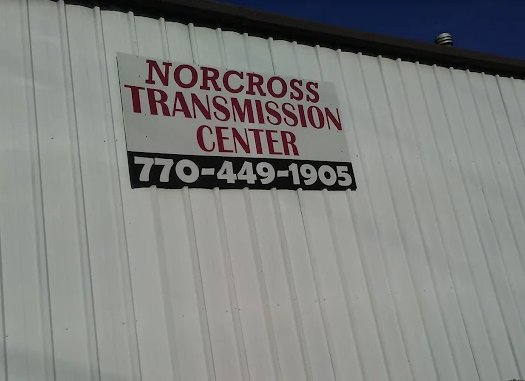 NORCROSS
TRANSMISSION
CENTER
770-449-1905